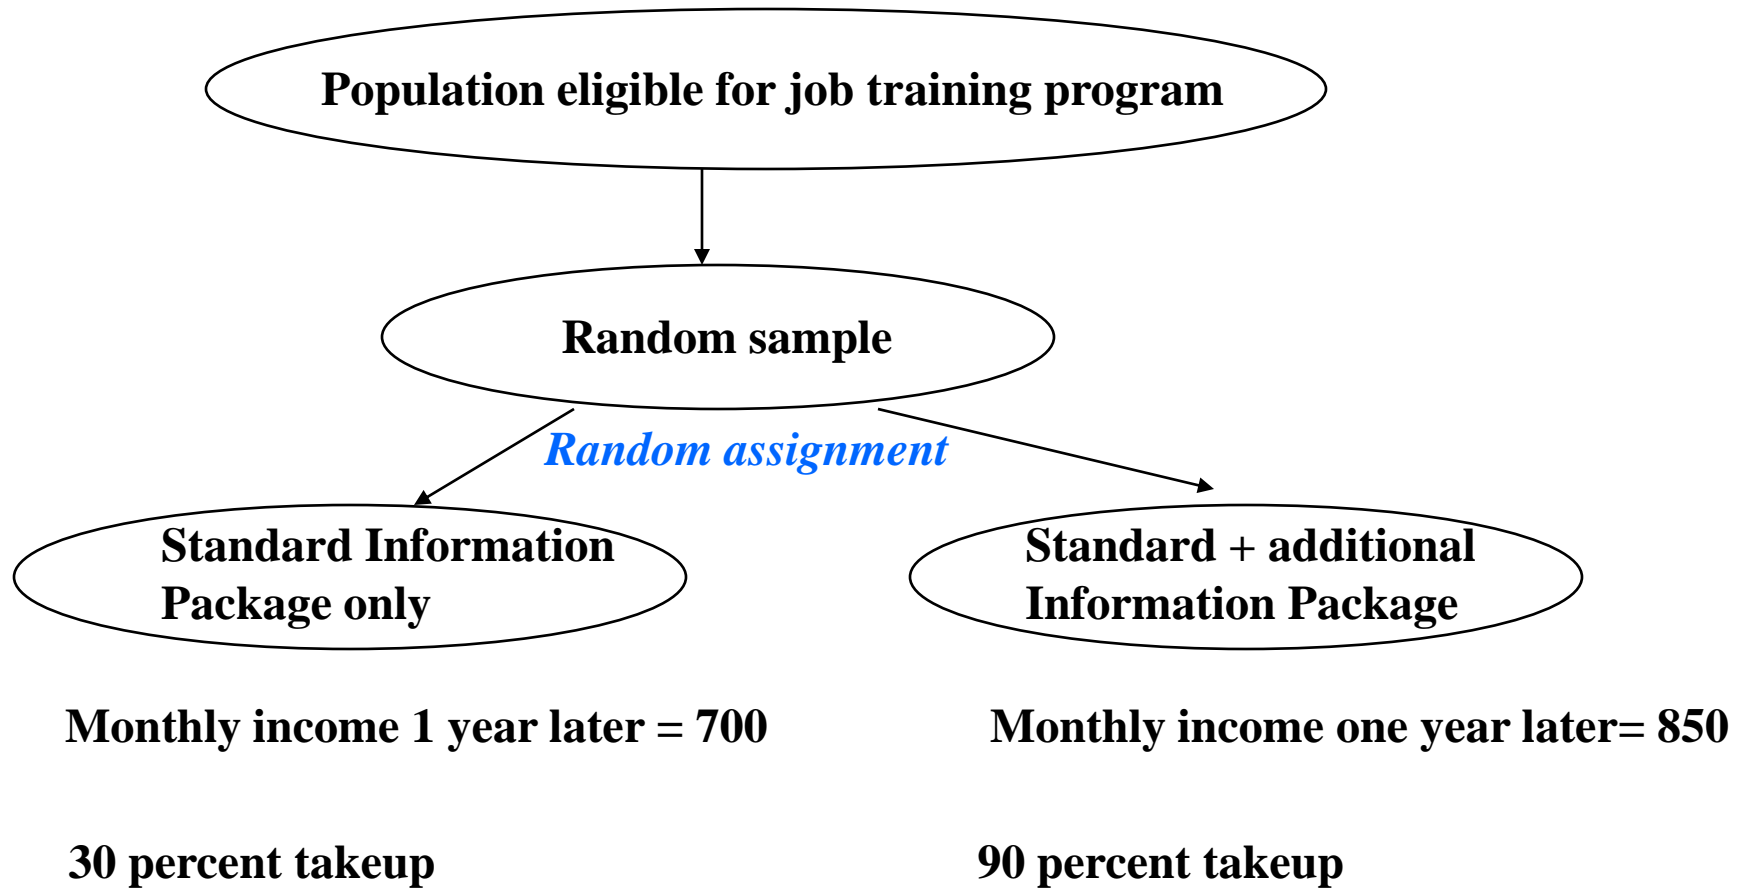 Population eligible for job training program
Random sample
Random assignment
Standard Information
Package only
Standard + additional
Information Package
Monthly income 1 year later = 700
Monthly income one year later= 850
30 percent takeup
90 percent takeup